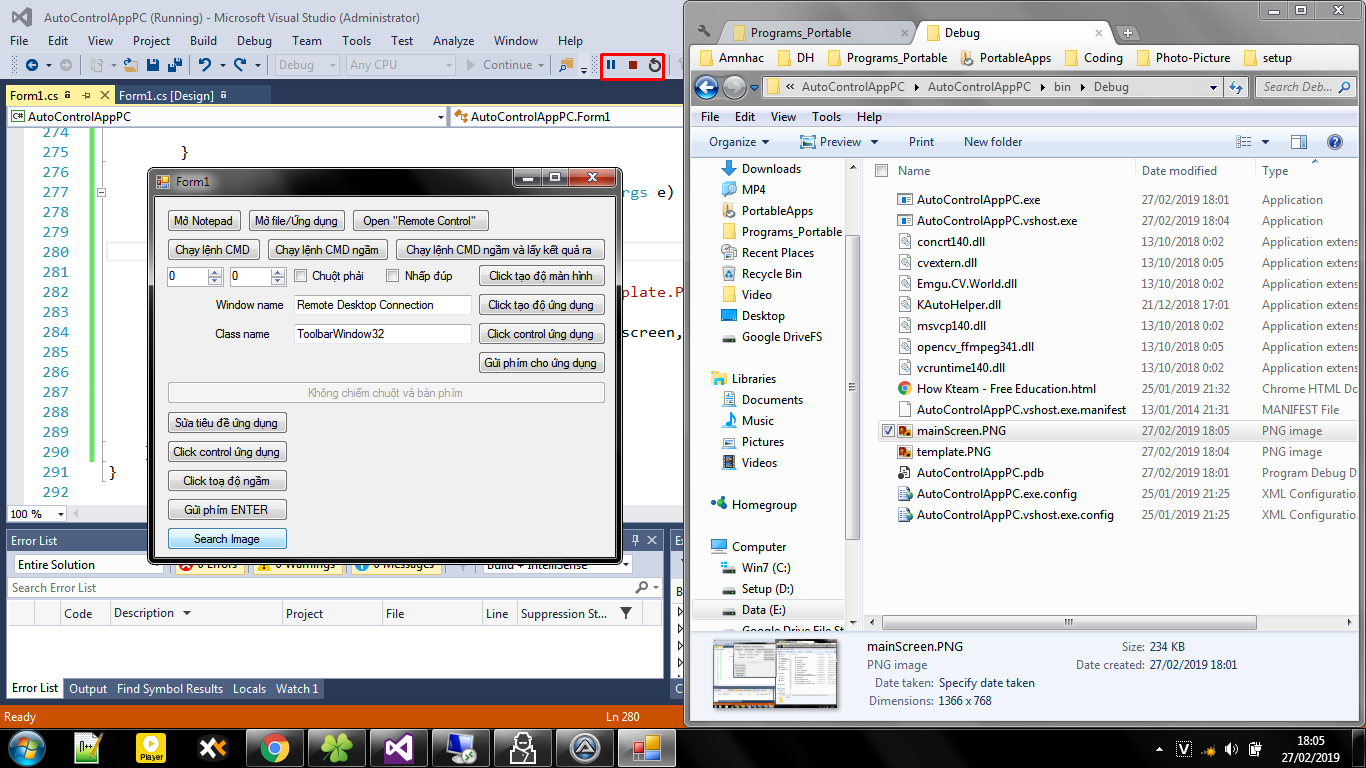 AutoControlAppPC (Running) - Microsoft Visual Studio (Administrator)
File Edit View Project Build Debug Team Tools Test Analyze Window Help
Debug Any CPU Continue
Form1.cs Form1.cs [Design]
C# AutoControlAppPC AutoControlAppPC.Form1
274
275 }
276
277 rgs e)
278
279
280
281
282 plate.P
283
284 screen,
285
286
287
288
289
290
291 }
292
100 %
Form1
Mở Notepad Mở file/Ứng dụng Open "Remote Control"
Chạy lệnh CMD Chạy lệnh CMD ngầm Chạy lệnh CMD ngầm và lấy kết quả ra
0 0 Chuột phải Nhấp đúp Click tạo độ màn hình
Window name Remote Desktop Connection Click tạo độ ứng dụng
Class name ToolbarWindow32 Click control ứng dụng
Gửi phím cho ứng dụng
Không chiếm chuột và bàn phím
Sửa tiêu đề ứng dụng
Click control ứng dụng
Click toạ độ ngầm
Gửi phím ENTER
Search Image
Error List
Entire Solution 0 Errors 0 Warnings 0 Messages Build + IntelliSense
Search Error List
Code Description Project File Line Suppression St...
Error List Output Find Symbol Results Locals Watch 1
Ready Ln 280
Programs_Portable Debug
Amnhac DH Programs_Portable PortableApps Coding Photo-Picture setup
« AutoControlAppPC AutoControlAppPC bin Debug Search Deb...
File Edit View Tools Help
Organize Preview Print New folder
Downloads
MP4
PortableApps
Programs_Portable
Recent Places
Recycle Bin
Video
Desktop
Google DriveFS
Libraries
Documents
Music
Pictures
Videos
Homegroup
Computer
Win7 (C:)
Setup (D:)
Data (E:)
Google Drive File St
Name Date modified Type
AutoControlAppPC.exe 27/02/2019 18:01 Application
AutoControlAppPC.vshost.exe 27/02/2019 18:04 Application
concrt140.dll 13/10/2018 0:02 Application extens
cvextern.dll 13/10/2018 0:05 Application extens
Emgu.CV.World.dll 13/10/2018 0:02 Application extens
KAutoHelper.dll 21/12/2018 17:01 Application extens
msvcp140.dll 13/10/2018 0:02 Application extens
opencv_ffmpeg341.dll 13/10/2018 0:05 Application extens
vcruntime140.dll 13/10/2018 0:02 Application extens
How Kteam - Free Education.html 25/01/2019 21:32 Chrome HTML Do
AutoControlAppPC.vshost.exe.manifest 13/01/2014 21:31 MANIFEST File
mainScreen.PNG 27/02/2019 18:05 PNG image
template.PNG 27/02/2019 18:04 PNG image
AutoControlAppPC.pdb 27/02/2019 18:01 Program Debug D
AutoControlAppPC.exe.config 25/01/2019 21:25 XML Configuratio
AutoControlAppPC.vshost.exe.config 25/01/2019 21:25 XML Configuratio
mainScreen.PNG Size: 234 KB
PNG image Date created: 27/02/2019 18:01
Date taken: Specify date taken
Dimensions: 1366 x 768
Player
V
18:05
27/02/2019